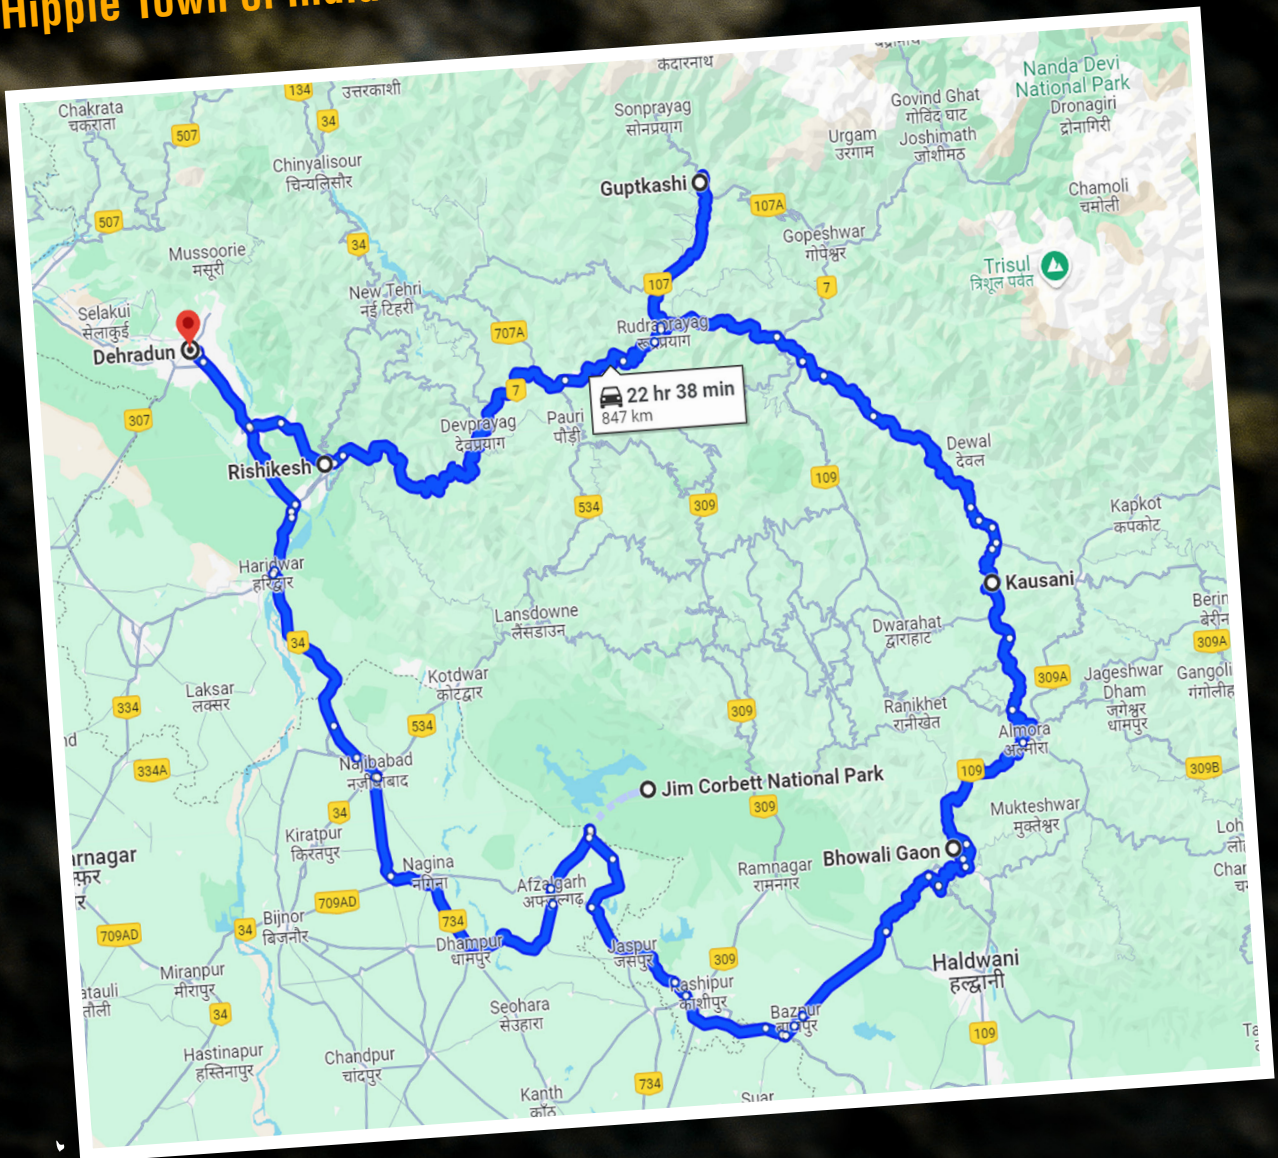 Hippie Town of India
134
उत्तरकाशी
केदारनाथ
Chakrata
चकराता
507
34
Sonprayag
सोनप्रयाग
Govind Ghat
गोविंद घाट
Nanda Devi
National Park
Dronagiri
द्रोनागिरी
Chinyalisour
चिन्यलिसौर
Urgam
उरगाम
Joshimath
जोशीमठ
Guptkashi
107A
Chamoli
चमोली
507
Mussoorie
मसूरी
34
Gopeshwar
गोपेश्वर
Trisul
त्रिशूल पर्वत
107
7
New Tehri
नई टिहरी
Selakui
सेलाकुई
Dehradun
707A
Rudraprayag
22 hr 38 min
847 km
7
307
Devprayag
देवप्रयाग
Pauri
पौड़ी
Dewal
देवल
Rishikesh
109
534
309
Kapkot
कपकोट
Haridwar
हरिद्वार
Kausani
Lansdowne
लैंसडाउन
Dwarahat
द्वाराहाट
Berin
बेरीन
309A
34
Kotdwar
कोटद्वार
309A
Jageshwar
Dham
जगेश्वर
धामपुर
Gangoli
गंगोलीह
Laksar
लक्सर
334
534
309
Ranikhet
रानीखेत
Almora
अल्मोरा
334A
Najibabad
नजीबाबाद
Jim Corbett National Park
109
309B
34
309
Mukteshwar
मुक्तेश्वर
Kiratpur
किरतपुर
Bhowali Gaon
arnagar
Nagina
नगिना
Afzalgarh
अफजलगढ़
Ramnagar
रामनगर
709AD
Bijnor
बिजनौर
34
734
Dhampur
धामपुर
Jaspur
जसपुर
309
Haldwani
हल्द्वानी
709AD
Miranpur
मीरापुर
atauli
तौली
Kashipur
काशीपुर
34
Seohara
सेउहारा
Bazpur
109
Hastinapur
हस्तिनापुर
Chandpur
चांदपुर
734
Kanth
काँठ
Suar